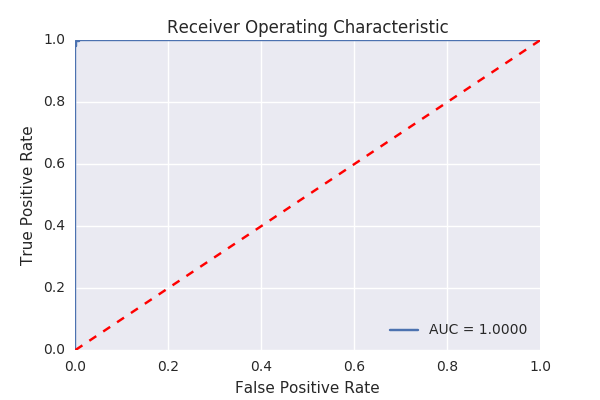 Receiver Operating Characteristic
1.0
0.8
0.6
0.4
0.2
0.0
True Positive Rate
AUC = 1.0000
0.0 0.2 0.4 0.6 0.8 1.0
False Positive Rate